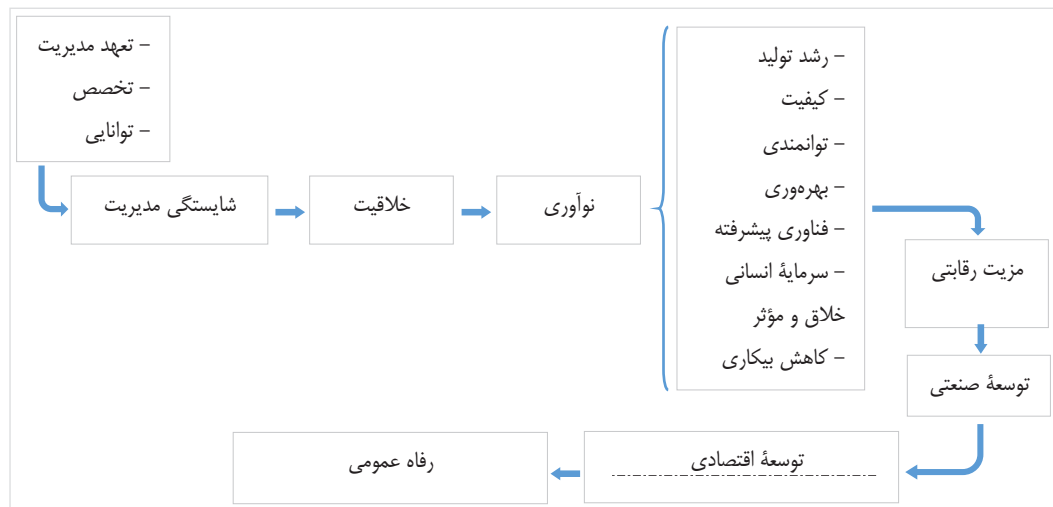 – تعهد مدیریت
– تخصص
– توانایی
شایستگی مدیریت
خلاقیت
نوآوری
– رشد تولید
– کیفیت
– توانمندی
– بهره‌وری
– فناوری پیشرفته
– سرمایهٔ انسانی
خلاق و مؤثر
– کاهش بیکاری
مزیت رقابتی
توسعهٔ صنعتی
توسعهٔ اقتصادی
رفاه عمومی